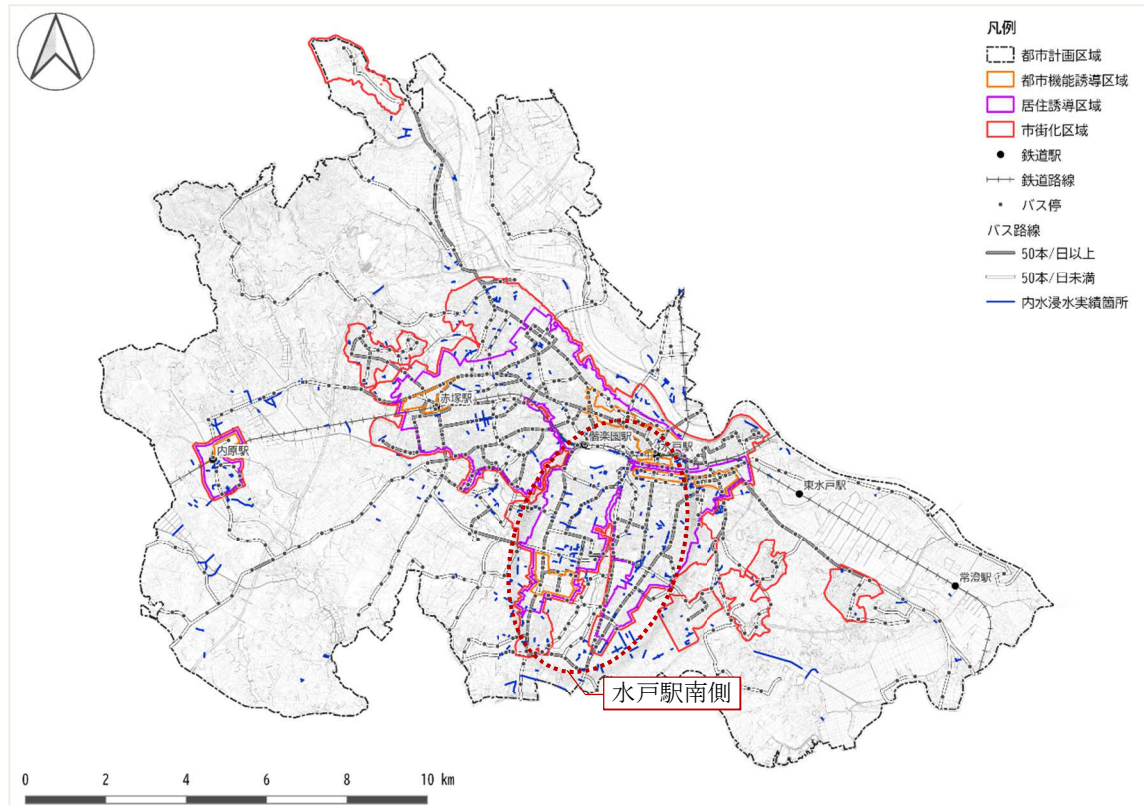 凡例
都市計画区域
都市機能誘導区域
居住誘導区域
市街化区域
鉄道駅
鉄道路線
バス停
バス路線
50本/日以上
50本/日未満
内水浸水実績箇所
赤塚駅
偕楽園駅
水戸駅
内原駅
東水戸駅
常澄駅
水戸駅南側
0 2 4 6 8 10 km